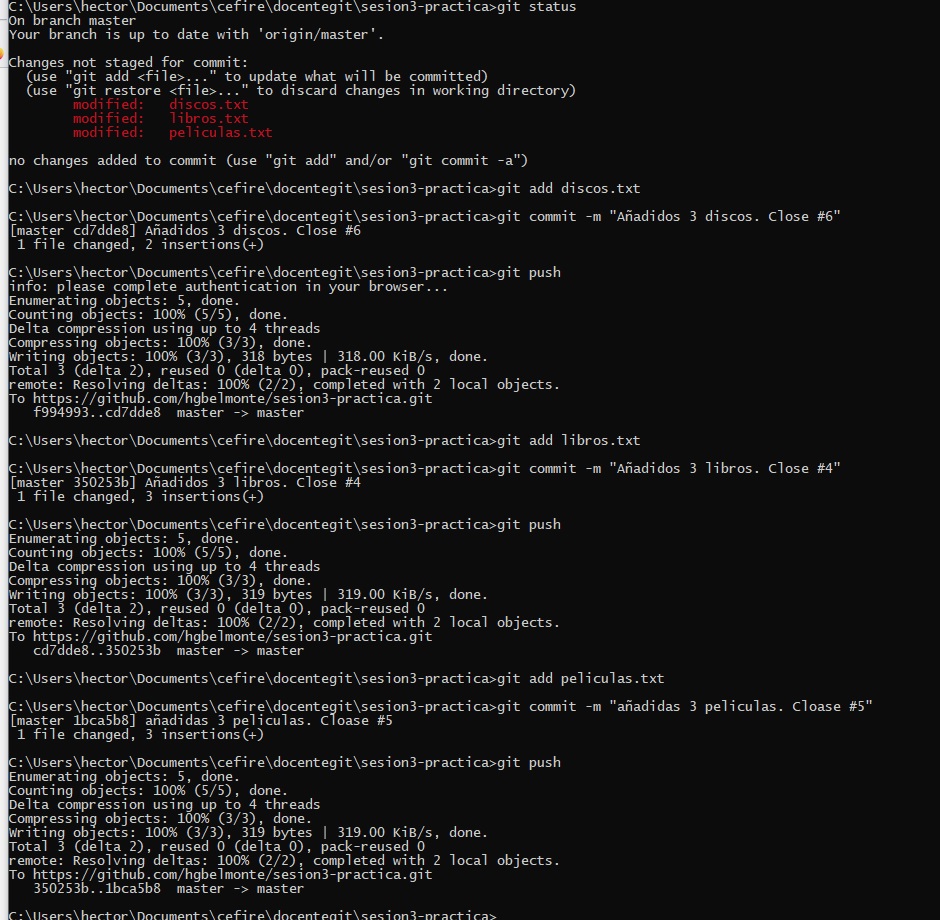 C:\Users\hector\Documents\cefire\docentegit\sesion3-practica>git status
On branch master
Your branch is up to date with 'origin/master'.
Changes not staged for commit:
  (use "git add <file>..." to update what will be committed)
  (use "git restore <file>..." to discard changes in working directory)
        modified:   discos.txt
        modified:   libros.txt
        modified:   peliculas.txt
no changes added to commit (use "git add" and/or "git commit -a")
C:\Users\hector\Documents\cefire\docentegit\sesion3-practica>git add discos.txt
C:\Users\hector\Documents\cefire\docentegit\sesion3-practica>git commit -m "Añadidos 3 discos. Close #6"
[master cd7dde8] Añadidos 3 discos. Close #6
 1 file changed, 2 insertions(+)
C:\Users\hector\Documents\cefire\docentegit\sesion3-practica>git push
info: please complete authentication in your browser...
Enumerating objects: 5, done.
Counting objects: 100% (5/5), done.
Delta compression using up to 4 threads
Compressing objects: 100% (3/3), done.
Writing objects: 100% (3/3), 318 bytes | 318.00 KiB/s, done.
Total 3 (delta 2), reused 0 (delta 0), pack-reused 0
remote: Resolving deltas: 100% (2/2), completed with 2 local objects.
To https://github.com/hgbelmonte/sesion3-practica.git
   f994993..cd7dde8  master -> master
C:\Users\hector\Documents\cefire\docentegit\sesion3-practica>git add libros.txt
C:\Users\hector\Documents\cefire\docentegit\sesion3-practica>git commit -m "Añadidos 3 libros. Close #4"
[master 350253b] Añadidos 3 libros. Close #4
 1 file changed, 3 insertions(+)
C:\Users\hector\Documents\cefire\docentegit\sesion3-practica>git push
Enumerating objects: 5, done.
Counting objects: 100% (5/5), done.
Delta compression using up to 4 threads
Compressing objects: 100% (3/3), done.
Writing objects: 100% (3/3), 319 bytes | 319.00 KiB/s, done.
Total 3 (delta 2), reused 0 (delta 0), pack-reused 0
remote: Resolving deltas: 100% (2/2), completed with 2 local objects.
To https://github.com/hgbelmonte/sesion3-practica.git
   cd7dde8..350253b  master -> master
C:\Users\hector\Documents\cefire\docentegit\sesion3-practica>git add peliculas.txt
C:\Users\hector\Documents\cefire\docentegit\sesion3-practica>git commit -m "añadidas 3 peliculas. Cloase #5"
[master 1bca5b8] añadidas 3 peliculas. Cloase #5
 1 file changed, 3 insertions(+)
C:\Users\hector\Documents\cefire\docentegit\sesion3-practica>git push
Enumerating objects: 5, done.
Counting objects: 100% (5/5), done.
Delta compression using up to 4 threads
Compressing objects: 100% (3/3), done.
Writing objects: 100% (3/3), 319 bytes | 319.00 KiB/s, done.
Total 3 (delta 2), reused 0 (delta 0), pack-reused 0
remote: Resolving deltas: 100% (2/2), completed with 2 local objects.
To https://github.com/hgbelmonte/sesion3-practica.git
   350253b..1bca5b8  master -> master
C:\Users\hector\Documents\cefire\docentegit\sesion3-practica>